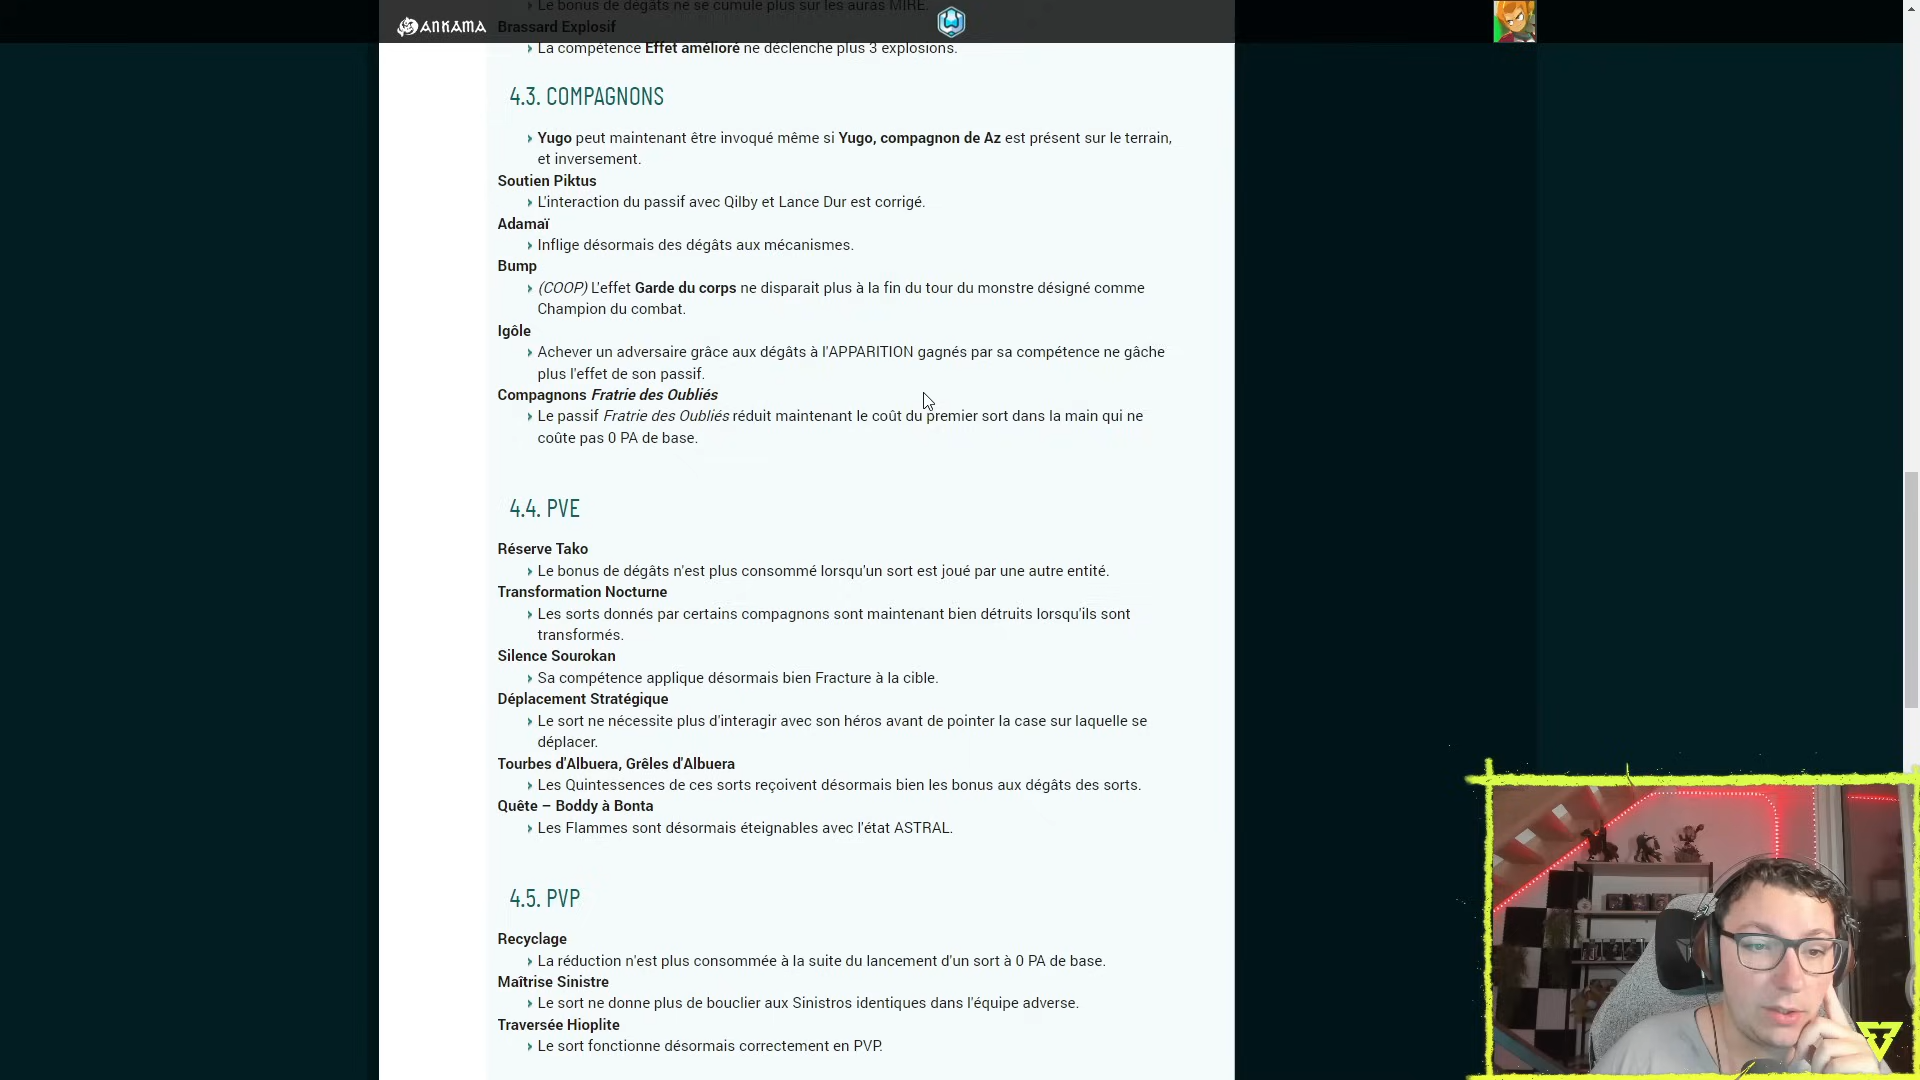 Le bonus de dégâts ne se cumule plus sur les auras MIRE.
ANKAMA
Brassard Explosif
La compétence Effet amélioré ne déclenche plus 3 explosions.
4.3. COMPAGNONS
Yugo peut maintenant être invoqué même si Yugo, compagnon de Az est présent sur le terrain,
et inversement.
Soutien Piktus
L'interaction du passif avec Qilby et Lance Dur est corrigé.
Adamaï
Inflige désormais des dégâts aux mécanismes.
Bump
(COOP) L'effet Garde du corps ne disparait plus à la fin du tour du monstre désigné comme
Champion du combat.
Igôle
Achever un adversaire grâce aux dégâts à l'APPARITION gagnés par sa compétence ne gâche
plus l'effet de son passif.
Compagnons Fratrie des Oubliés
Le passif Fratrie des Oubliés réduit maintenant le coût du premier sort dans la main qui ne
coûte pas 0 PA de base.
4.4. PVE
Réserve Tako
Le bonus de dégâts n'est plus consommé lorsqu'un sort est joué par une autre entité.
Transformation Nocturne
Les sorts donnés par certains compagnons sont maintenant bien détruits lorsqu'ils sont
transformés.
Silence Sourokan
Sa compétence applique désormais bien Fracture à la cible.
Déplacement Stratégique
Le sort ne nécessite plus d'interagir avec son héros avant de pointer la case sur laquelle se
déplacer.
Tourbes d'Albuera, Grêles d'Albuera
Les Quintessences de ces sorts reçoivent désormais bien les bonus aux dégâts des sorts.
Quête – Boddy à Bonta
Les Flammes sont désormais éteignables avec l'état ASTRAL.
4.5. PVP
Recyclage
La réduction n'est plus consommée à la suite du lancement d'un sort à 0 PA de base.
Maîtrise Sinistre
Le sort ne donne plus de bouclier aux Sinistros identiques dans l'équipe adverse.
Traversée Hioplite
Le sort fonctionne désormais correctement en PVP.